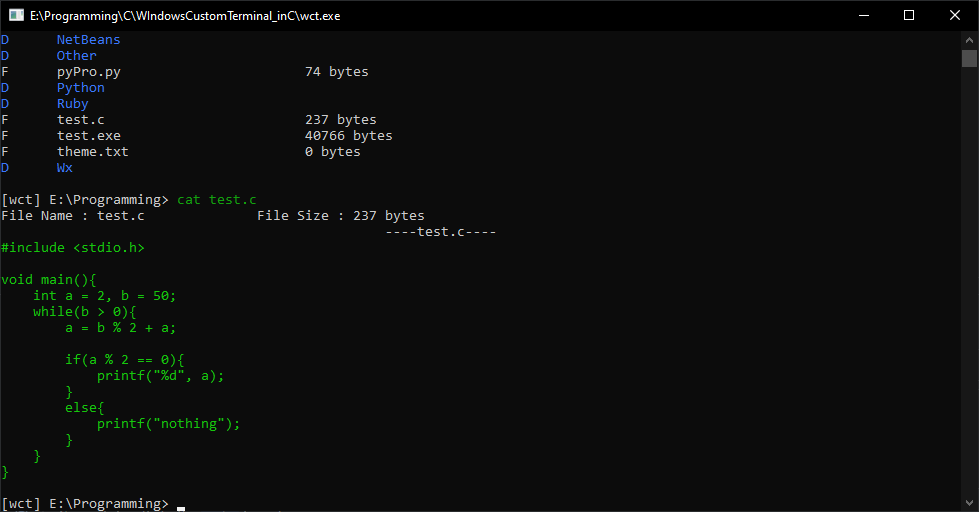 E:\Programming\C\WIndowsCustomTerminal_inC\wct.exe
D NetBeans
D Other
F pyPro.py 74 bytes
D Python
D Ruby
F test.c 237 bytes
F test.exe 40766 bytes
F theme.txt 0 bytes
D Wx
[wct] E:\Programming> cat test.c
File Name : test.c File Size : 237 bytes
----test.c----
#include <stdio.h>
void main(){
int a = 2, b = 50;
while(b > 0){
a = b % 2 + a;
if(a % 2 == 0){
printf("%d", a);
}
else{
printf("nothing");
}
}
}
[wct] E:\Programming>